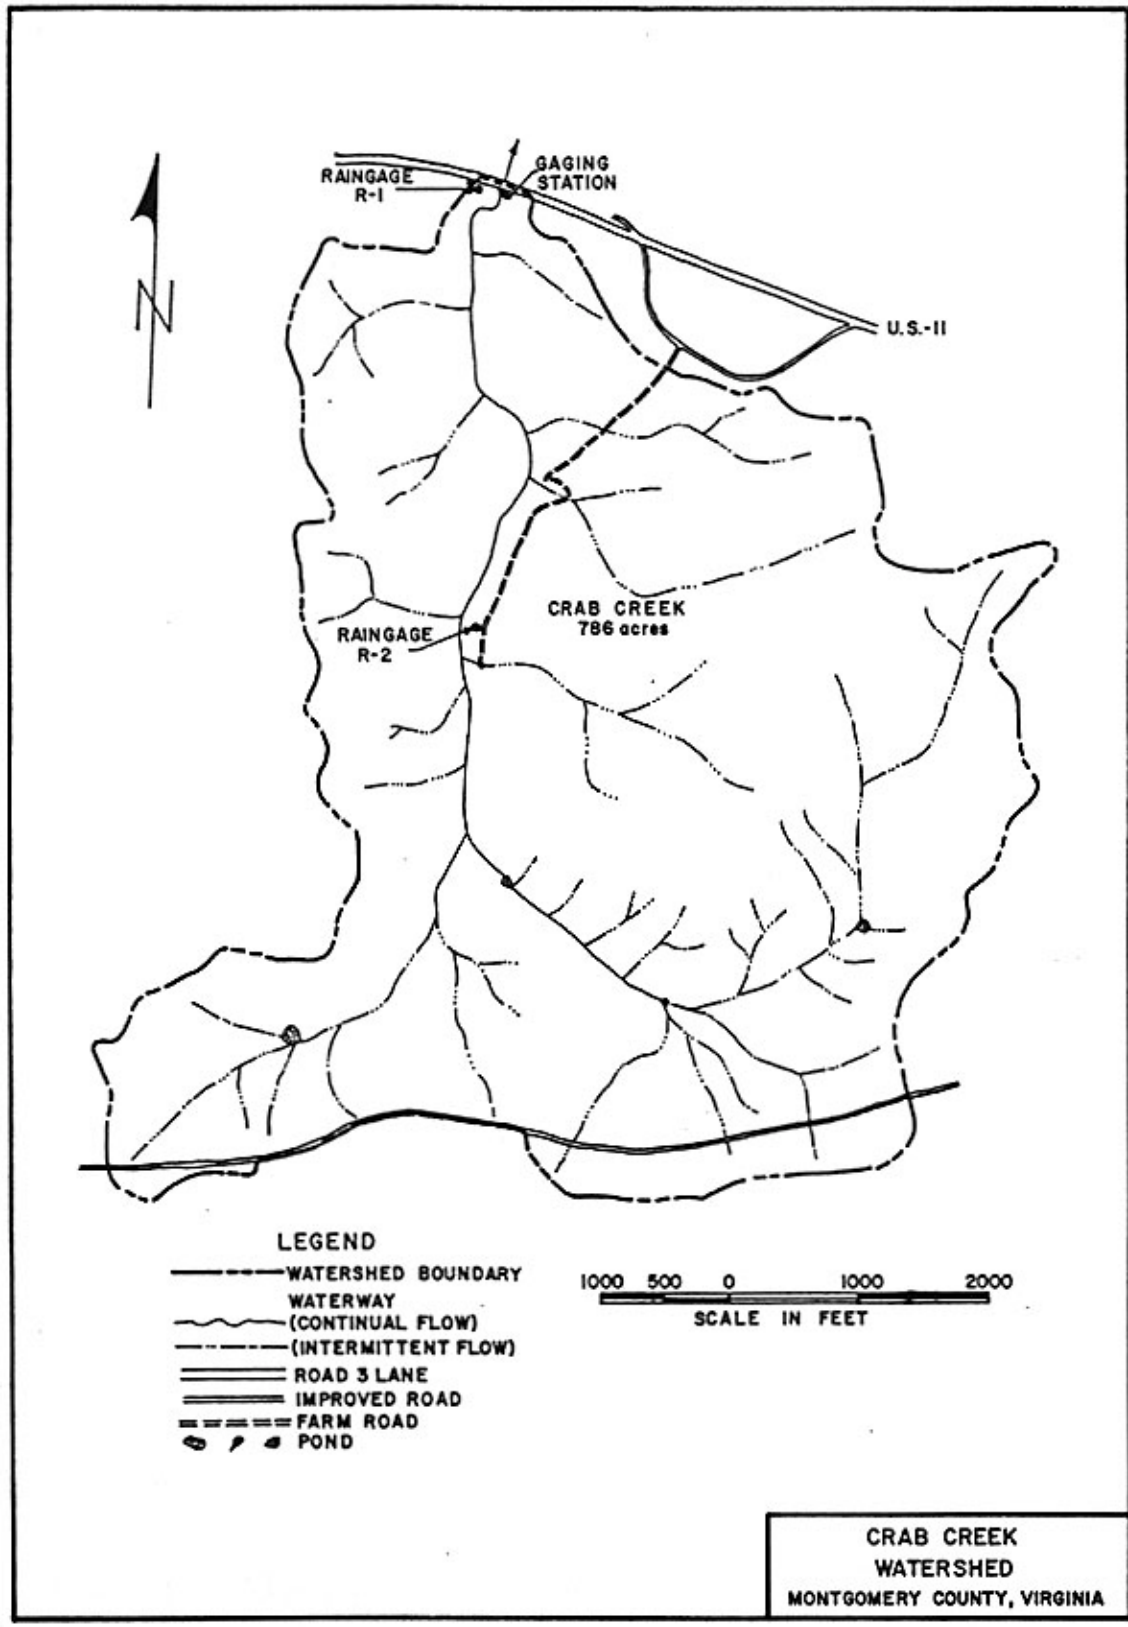 RAINGAGE
R-1
GAGING
STATION
N
U.S.-11
CRAB CREEK
786 acres
RAINGAGE
R-2
LEGEND
WATERSHED BOUNDARY
WATERWAY
(CONTINUAL FLOW)
(INTERMITTENT FLOW)
ROAD 3 LANE
IMPROVED ROAD
FARM ROAD
POND
1000 500 0 1000 2000
SCALE IN FEET
CRAB CREEK
WATERSHED
MONTGOMERY COUNTY, VIRGINIA